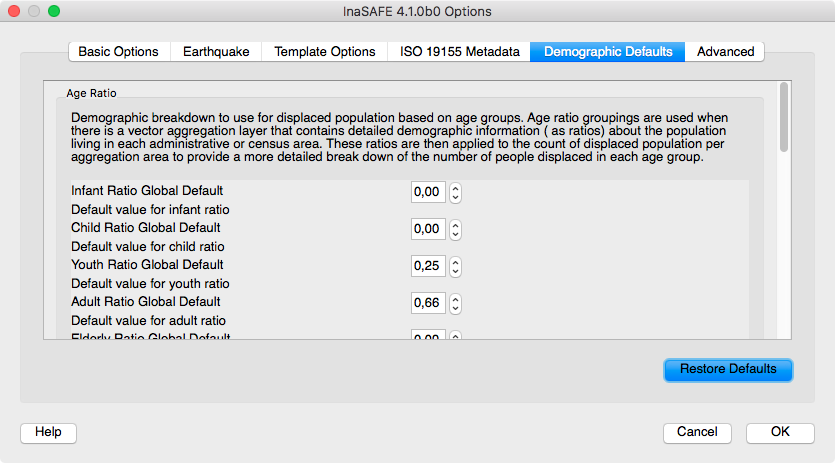 InaSAFE 4.1.0b0 Options
Basic Options Earthquake Template Options ISO 19155 Metadata Demographic Defaults Advanced
Age Ratio
Demographic breakdown to use for displaced population based on age groups. Age ratio groupings are used when
there is a vector aggregation layer that contains detailed demographic information ( as ratios) about the population
living in each administrative or census area. These ratios are then applied to the count of displaced population per
aggregation area to provide a more detailed break down of the number of people displaced in each age group.
Infant Ratio Global Default 0,00
Default value for infant ratio
Child Ratio Global Default 0,00
Default value for child ratio
Youth Ratio Global Default 0,25
Default value for youth ratio
Adult Ratio Global Default 0,66
Default value for adult ratio
Elderly Ratio Global Default
Restore Defaults
Help Cancel OK